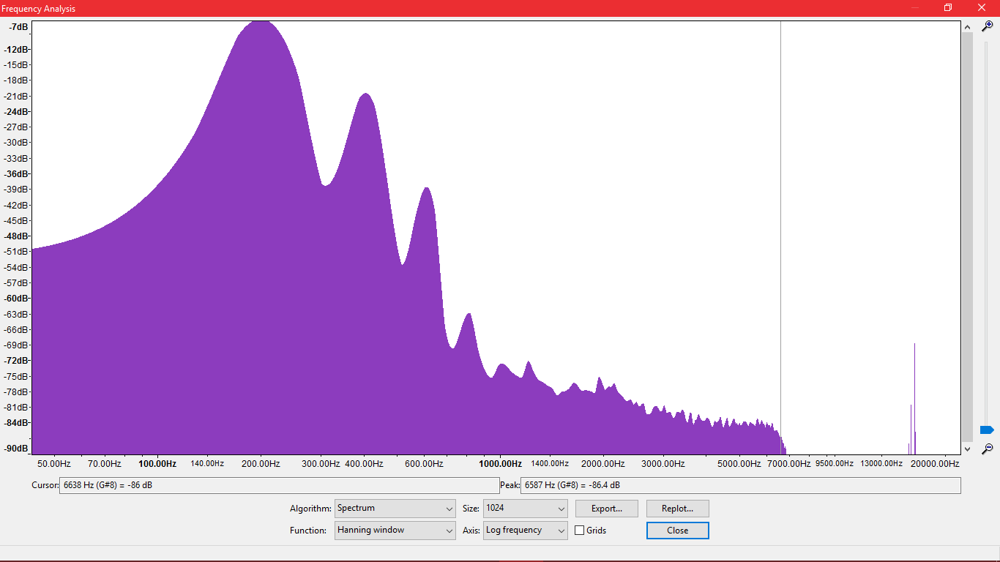 Frequency Analysis
-7dB
-12dB
-15dB
-18dB
-21dB
-24dB
-27dB
-30dB
-33dB
-36dB
-39dB
-42dB
-45dB
-48dB
-51dB
-54dB
-57dB
-60dB
-63dB
-66dB
-69dB
-72dB
-75dB
-78dB
-81dB
-84dB
-90dB
50.00Hz 70.00Hz 100.00Hz 140.00Hz 200.00Hz 300.00Hz 400.00Hz 600.00Hz 1000.00Hz 1400.00Hz 2000.00Hz 3000.00Hz 5000.00Hz 7000.00Hz 9500.00Hz 13000.00Hz 20000.00Hz
Cursor: 6638 Hz (G#8) = -86 dB Peak: 6587 Hz (G#8) = -86.4 dB
Algorithm: Spectrum Size: 1024 Export... Replot...
Function: Hanning window Axis: Log frequency Grids Close